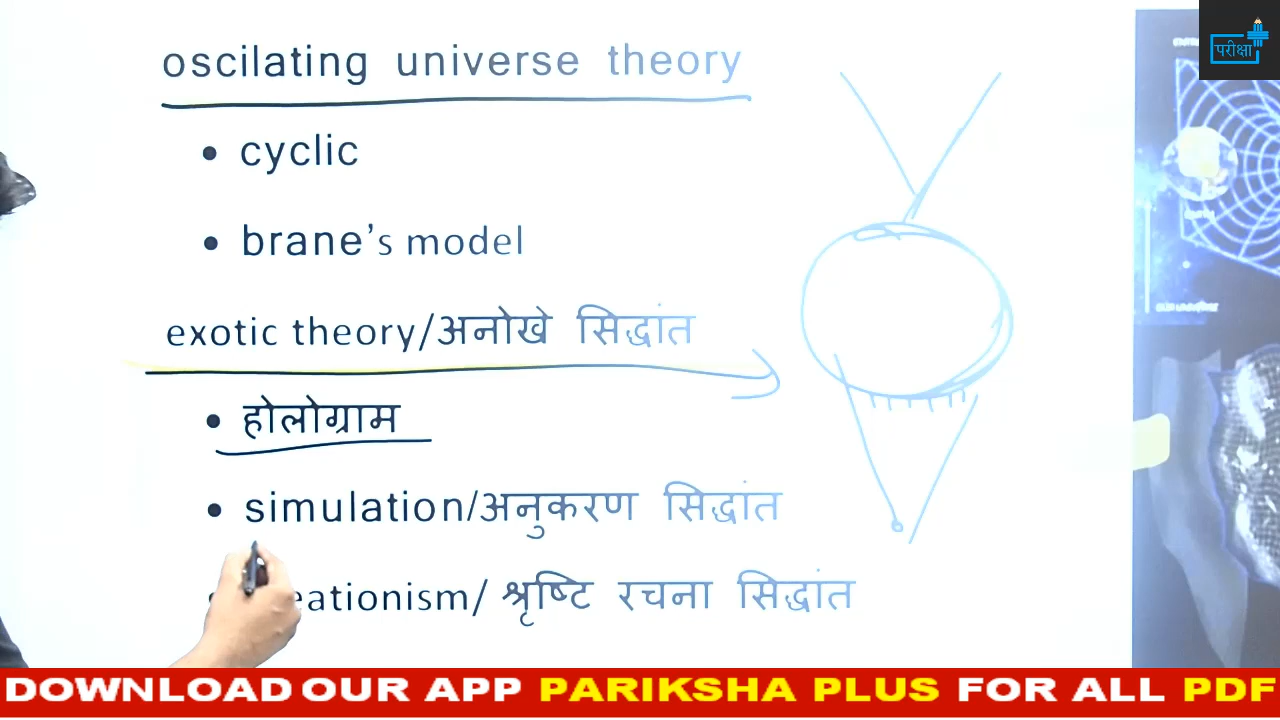 परीक्षा
oscilating universe theory
• cyclic
• brane's model
exotic theory/अनोखे सिद्धांत
• होलोग्राम
• simulation/अनुकरण सिद्धांत
eationism/ श्रृष्टि रचना सिद्धांत
DOWNLOAD OUR APP PARIKSHA PLUS FOR ALL PDF